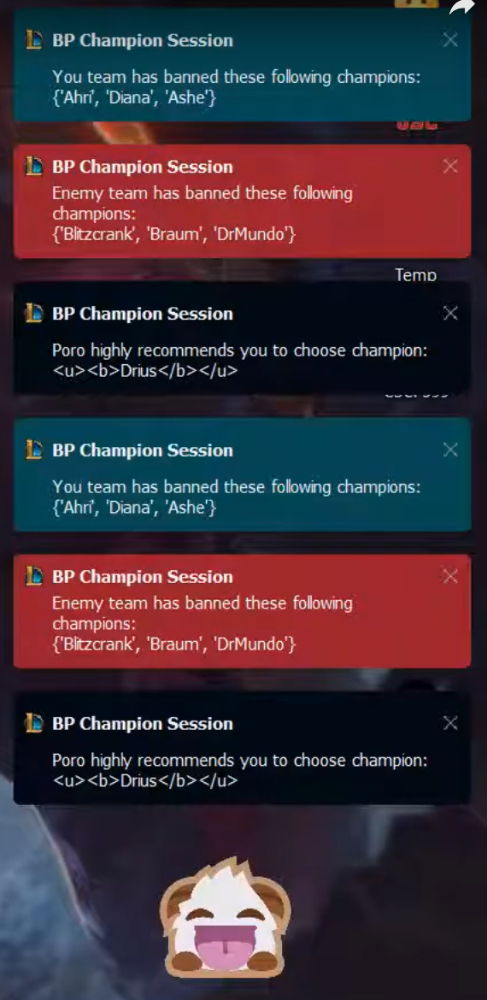 BP Champion Session
You team has banned these following champions:
{'Ahri', 'Diana', 'Ashe'}
BP Champion Session
Enemy team has banned these following
champions:
{'Blitzcrank', 'Braum', 'DrMundo'}
Temp
BP Champion Session
Poro highly recommends you to choose champion:
<u><b>Drius</b></u>
BP Champion Session
You team has banned these following champions:
{'Ahri', 'Diana', 'Ashe'}
BP Champion Session
Enemy team has banned these following
champions:
{'Blitzcrank', 'Braum', 'DrMundo'}
BP Champion Session
Poro highly recommends you to choose champion:
<u><b>Drius</b></u>